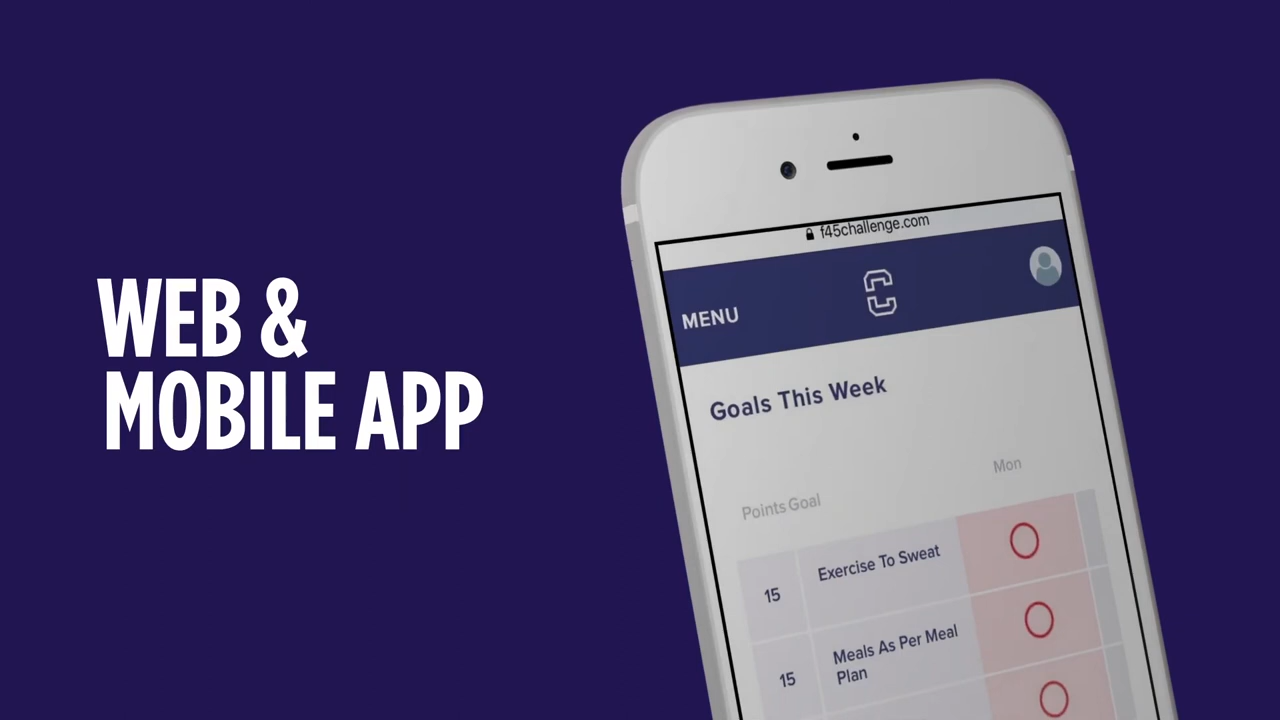 WEB &
MOBILE APP
f45challenge.com
MENU
Goals This Week
Mon
Points Goal
15 Exercise To Sweat
15 Meals As Per Meal
Plan